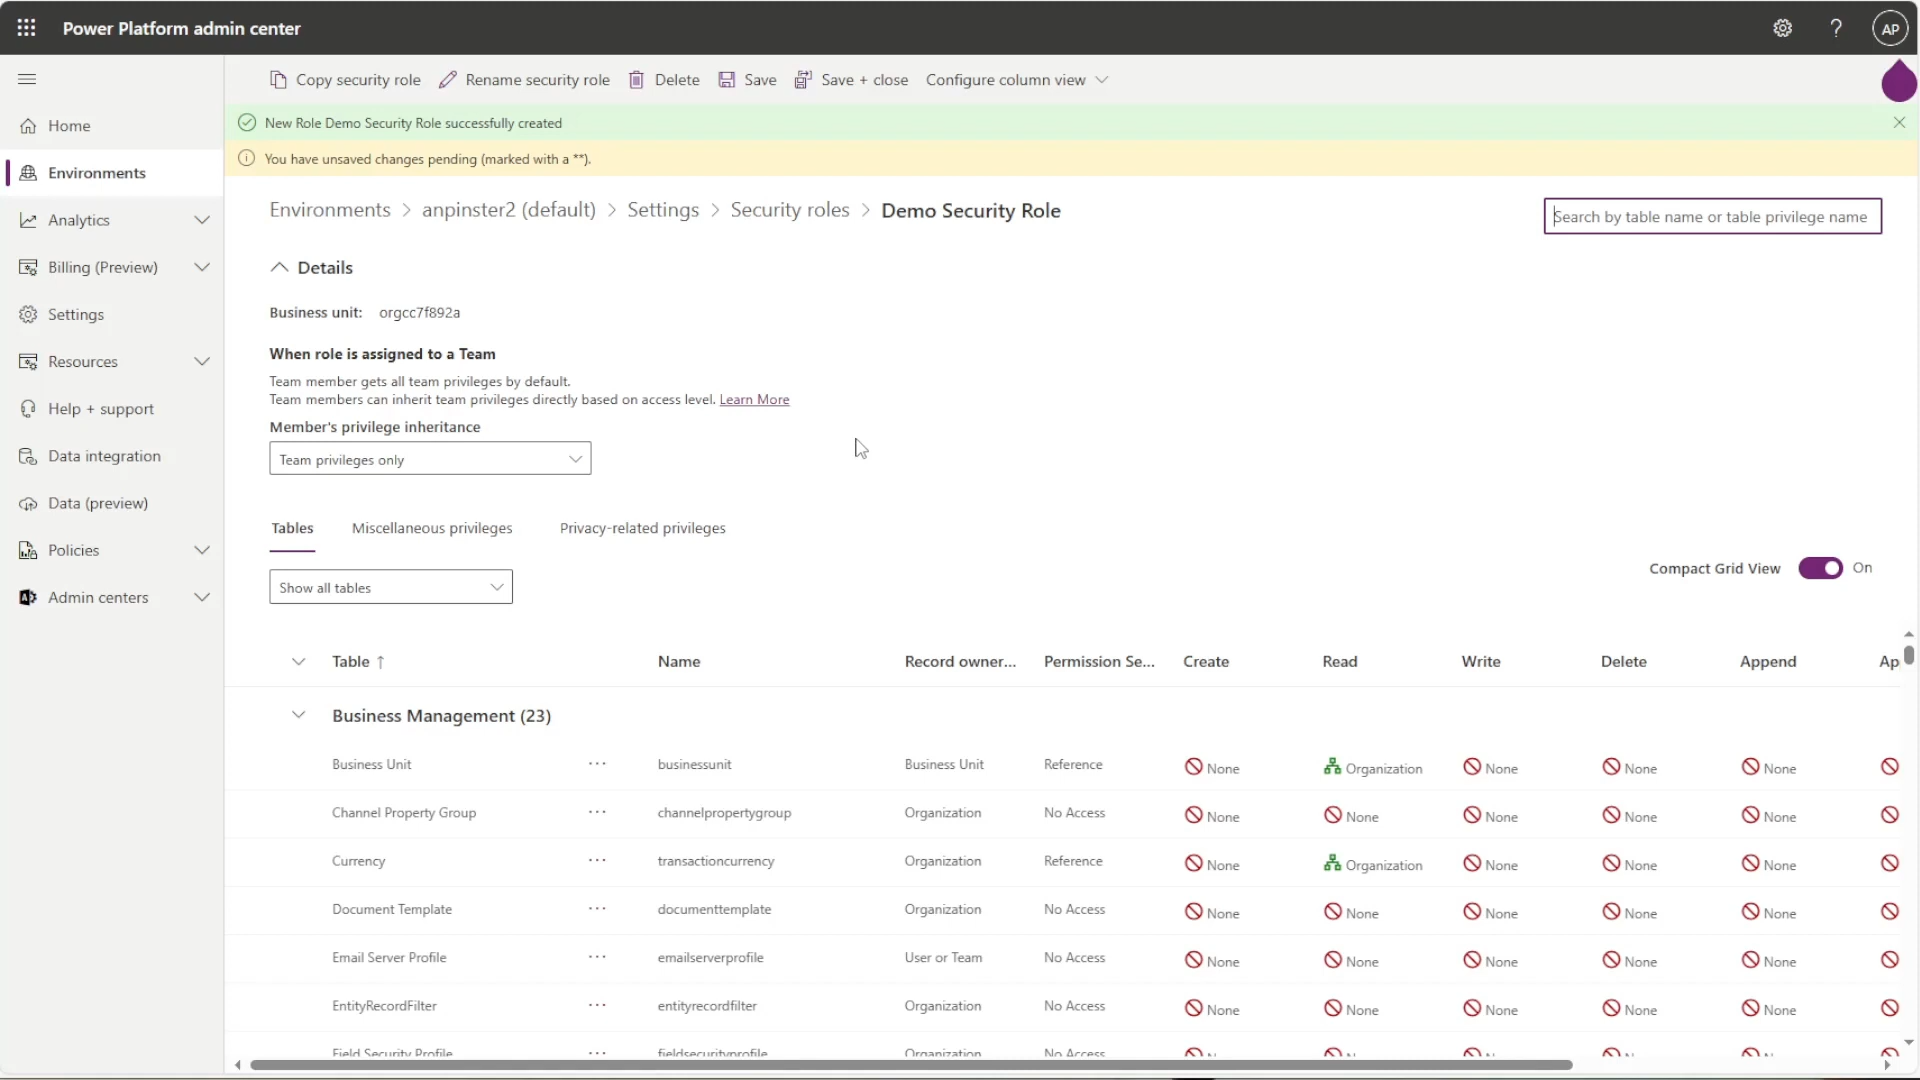 Power Platform admin center
?
AP
Copy security role
Rename security role
Delete
Save
Save + close
Configure column view
Home
Environments
Analytics
Billing (Preview)
Settings
Resources
Help + support
Data integration
Data (preview)
Policies
Admin centers
New Role Demo Security Role successfully created
You have unsaved changes pending (marked with a **).
Environments > anpinster2 (default) > Settings > Security roles > Demo Security Role
Search by table name or table privilege name
Details
Business unit: orgcc7f892a
When role is assigned to a Team
Team member gets all team privileges by default.
Team members can inherit team privileges directly based on access level. Learn More
Member's privilege inheritance
Team privileges only
Tables Miscellaneous privileges Privacy-related privileges
Show all tables
Compact Grid View On
Table ↑ Name Record owner... Permission Se... Create Read Write Delete Append Ap
Business Management (23)
Business Unit ... businessunit Business Unit Reference None Organization None None None
Channel Property Group ... channelpropertygroup Organization No Access None None None None None
Currency ... transactioncurrency Organization Reference None Organization None None None
Document Template ... documenttemplate Organization No Access None None None None None
Email Server Profile ... emailserverprofile User or Team No Access None None None None None
EntityRecordFilter ... entityrecordfilter Organization No Access None None None None None
Field Security Profile ... fieldsecurityprofile Organization No Access